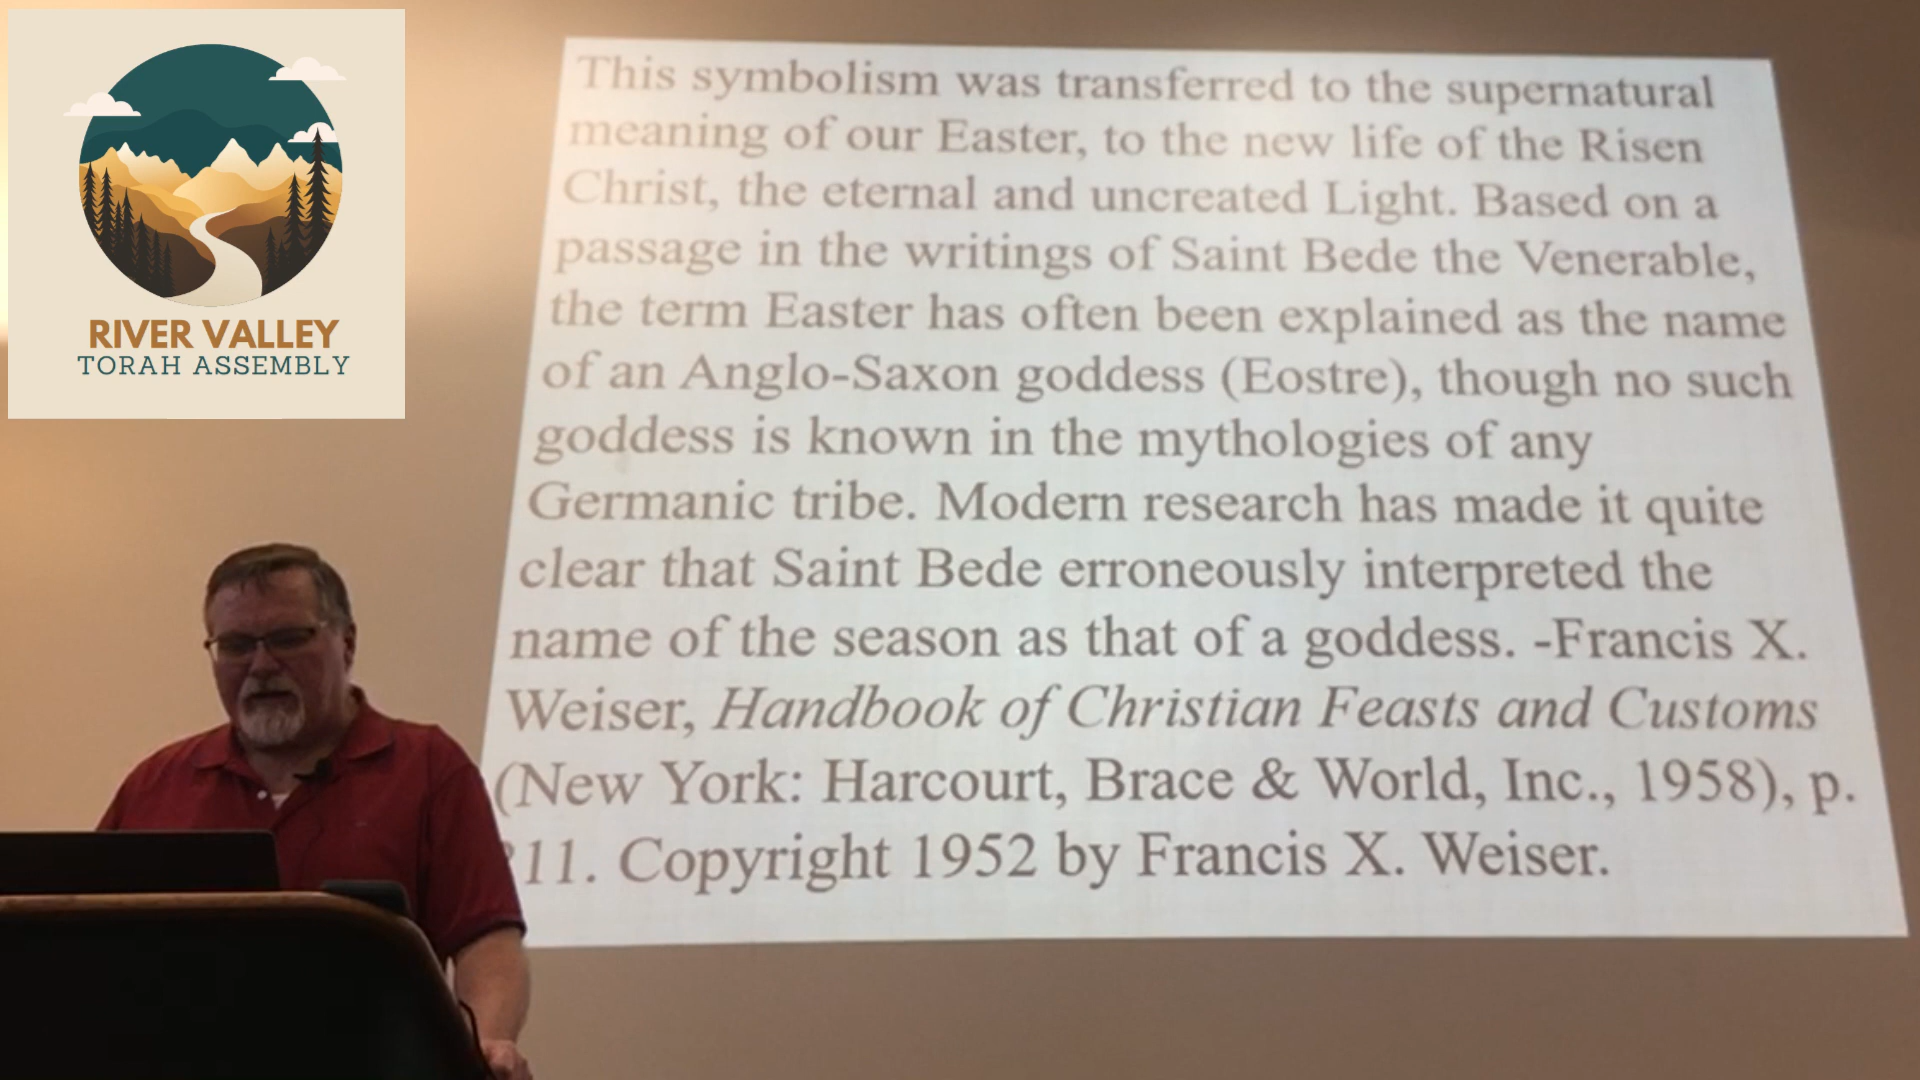 RIVER VALLEY
TORAH ASSEMBLY
This symbolism was transferred to the supernatural
meaning of our Easter, to the new life of the Risen
Christ, the eternal and uncreated Light. Based on a
passage in the writings of Saint Bede the Venerable,
the term Easter has often been explained as the name
of an Anglo-Saxon goddess (Eostre), though no such
goddess is known in the mythologies of any
Germanic tribe. Modern research has made it quite
clear that Saint Bede erroneously interpreted the
name of the season as that of a goddess. -Francis X.
Weiser, Handbook of Christian Feasts and Customs
(New York: Harcourt, Brace & World, Inc., 1958), p.
11. Copyright 1952 by Francis X. Weiser.